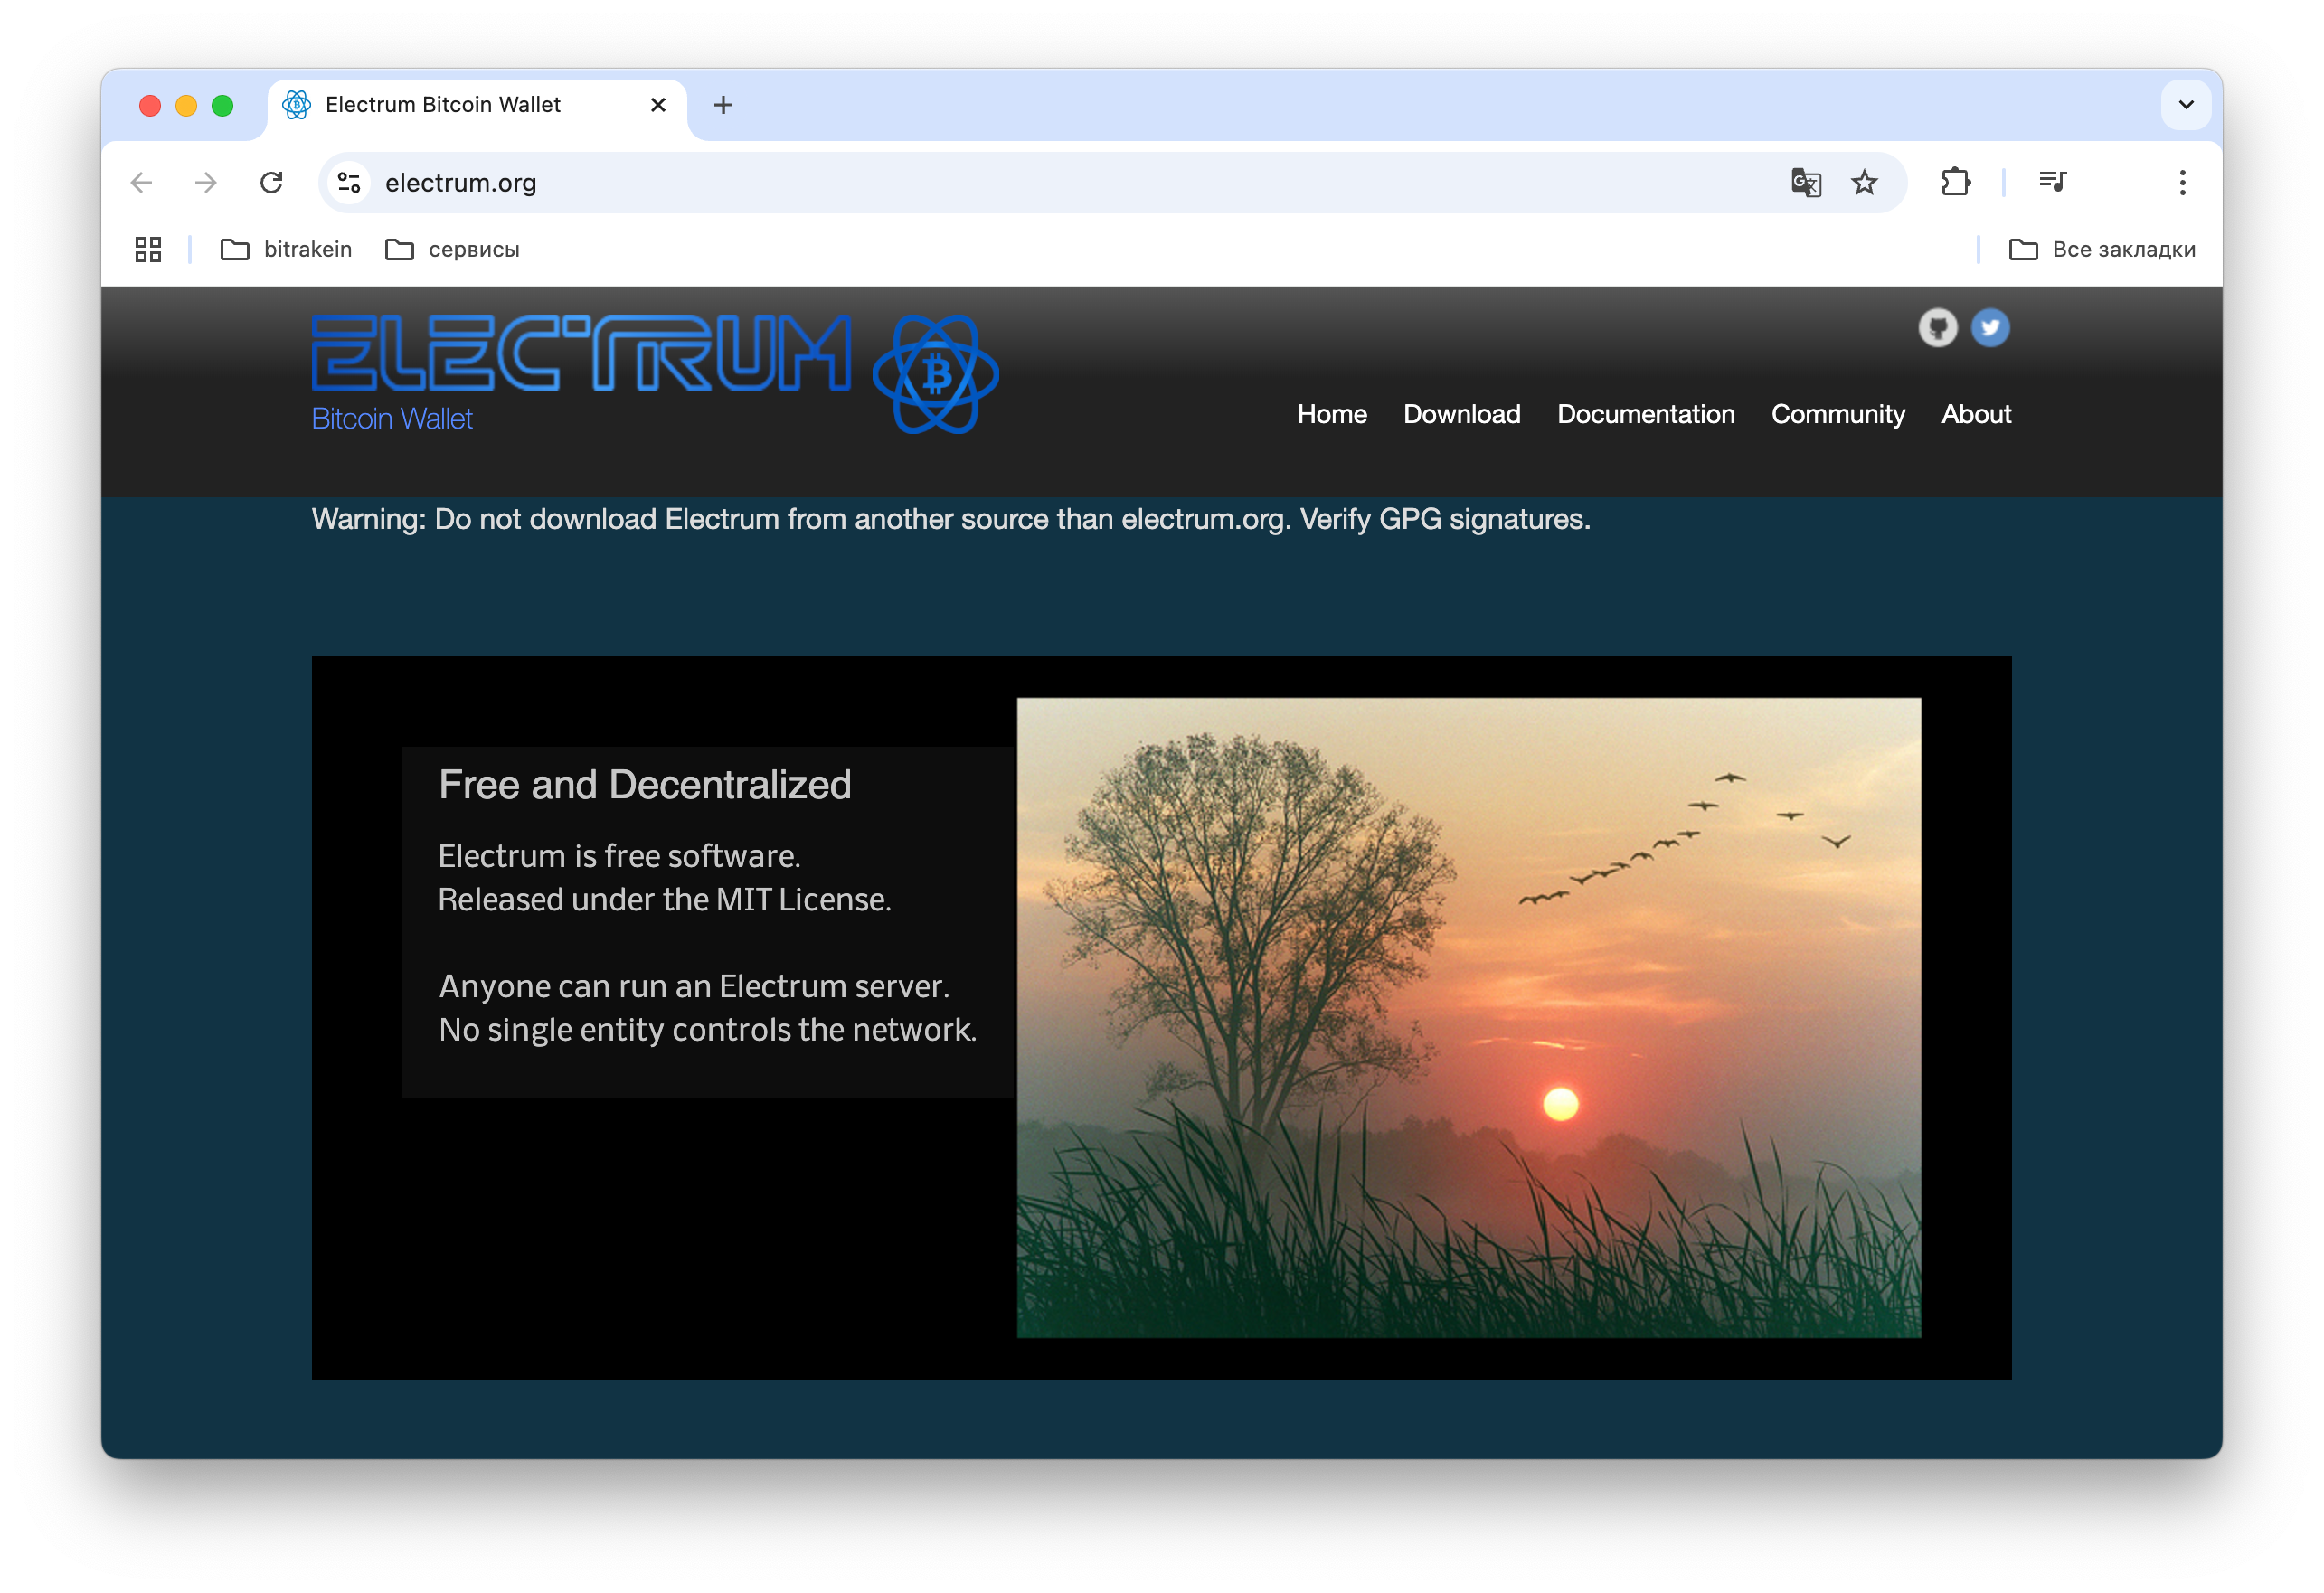 Electrum Bitcoin Wallet
electrum.org
bitrakein
сервисы
Все закладки
ELECTRUM
Bitcoin Wallet
Home Download Documentation Community About
Warning: Do not download Electrum from another source than electrum.org. Verify GPG signatures.
Free and Decentralized
Electrum is free software.
Released under the MIT License.
Anyone can run an Electrum server.
No single entity controls the network.